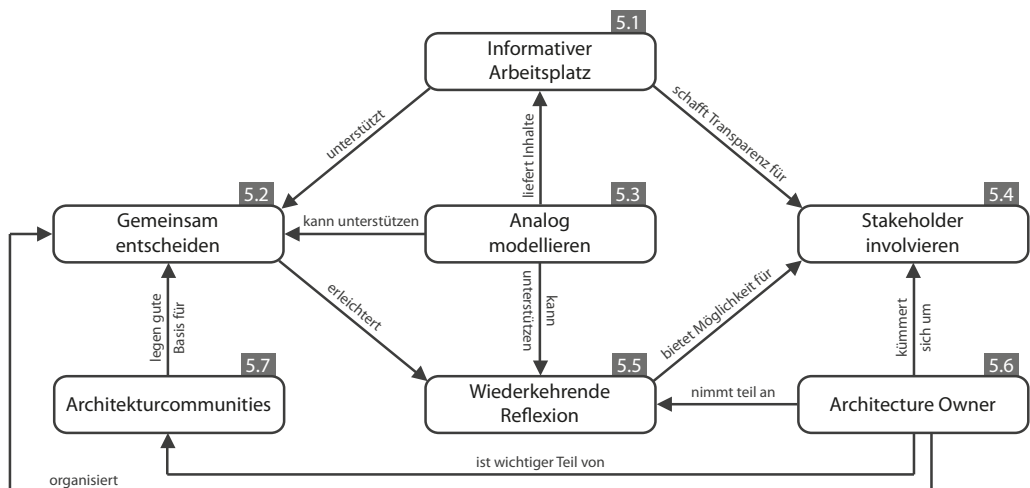 5.1
Informativer
Arbeitsplatz
unterstützt
liefert Inhalte
schafft Transparenz für
5.2
Gemeinsam
entscheiden
kann unterstützen
5.3
Analog
modellieren
5.4
Stakeholder
involvieren
legen gute
Basis für
erleichtert
kann
unterstützen
bietet Möglichkeit für
kümmert
sich um
5.7
Architekturcommunities
5.5
Wiederkehrende
Reflexion
nimmt teil an
5.6
Architecture Owner
ist wichtiger Teil von
organisiert